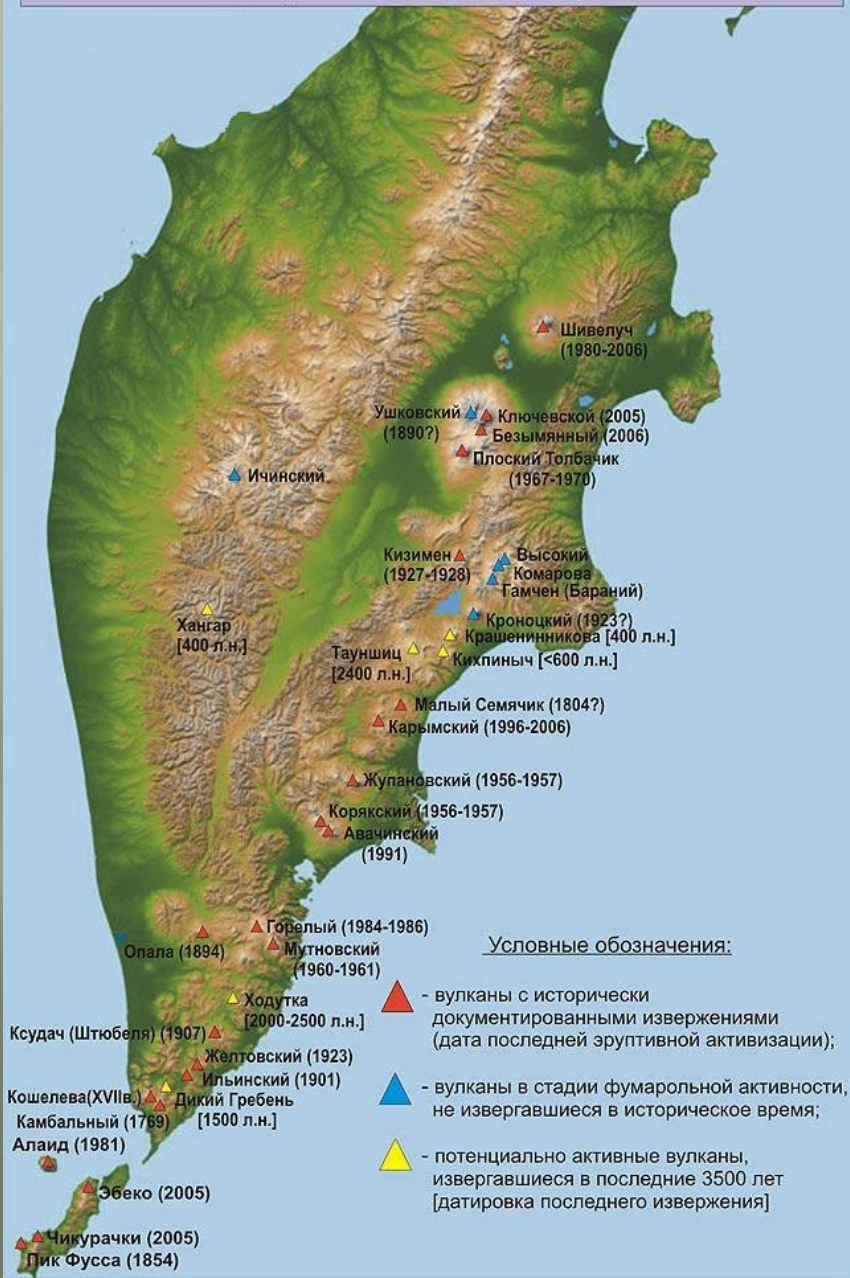 Шивелуч
(1980-2006)
Ушковский
(1890?)
Ключевской (2005)
Безымянный (2006)
Плоский Толбачик
(1967-1970)
Ичинский
Кизимен
(1927-1928)
Высокий
Комарова
Гамчен (Бараний)
Хангар
[400 л.н.]
Кроноцкий (1923?)
Крашенинникова [400 л.н.]
Тауншиц
[2400 л.н.]
Кихпиныч [<600 л.н.]
Малый Семячик (1804?)
Карымский (1996-2006)
Жупановский (1956-1957)
Корякский (1956-1957)
Авачинский
(1991)
Опала (1894)
Горелый (1984-1986)
Мутновский
(1960-1961)
Ходутка
[2000-2500 л.н.]
Ксудач (Штюбеля) (1907)
Желтовский (1923)
Ильинский (1901)
Кошелева(XVIIв.)
Дикий Гребень
[1500 л.н.]
Камбальный (1769)
Алаид (1981)
Эбеко (2005)
Чикурачки (2005)
Пик Фусса (1854)
Условные обозначения:
- вулканы с исторически
документированными извержениями
(дата последней эруптивной активизации);
- вулканы в стадии фумарольной активности,
не извергавшиеся в историческое время;
- потенциально активные вулканы,
извергавшиеся в последние 3500 лет
[датировка последнего извержения]